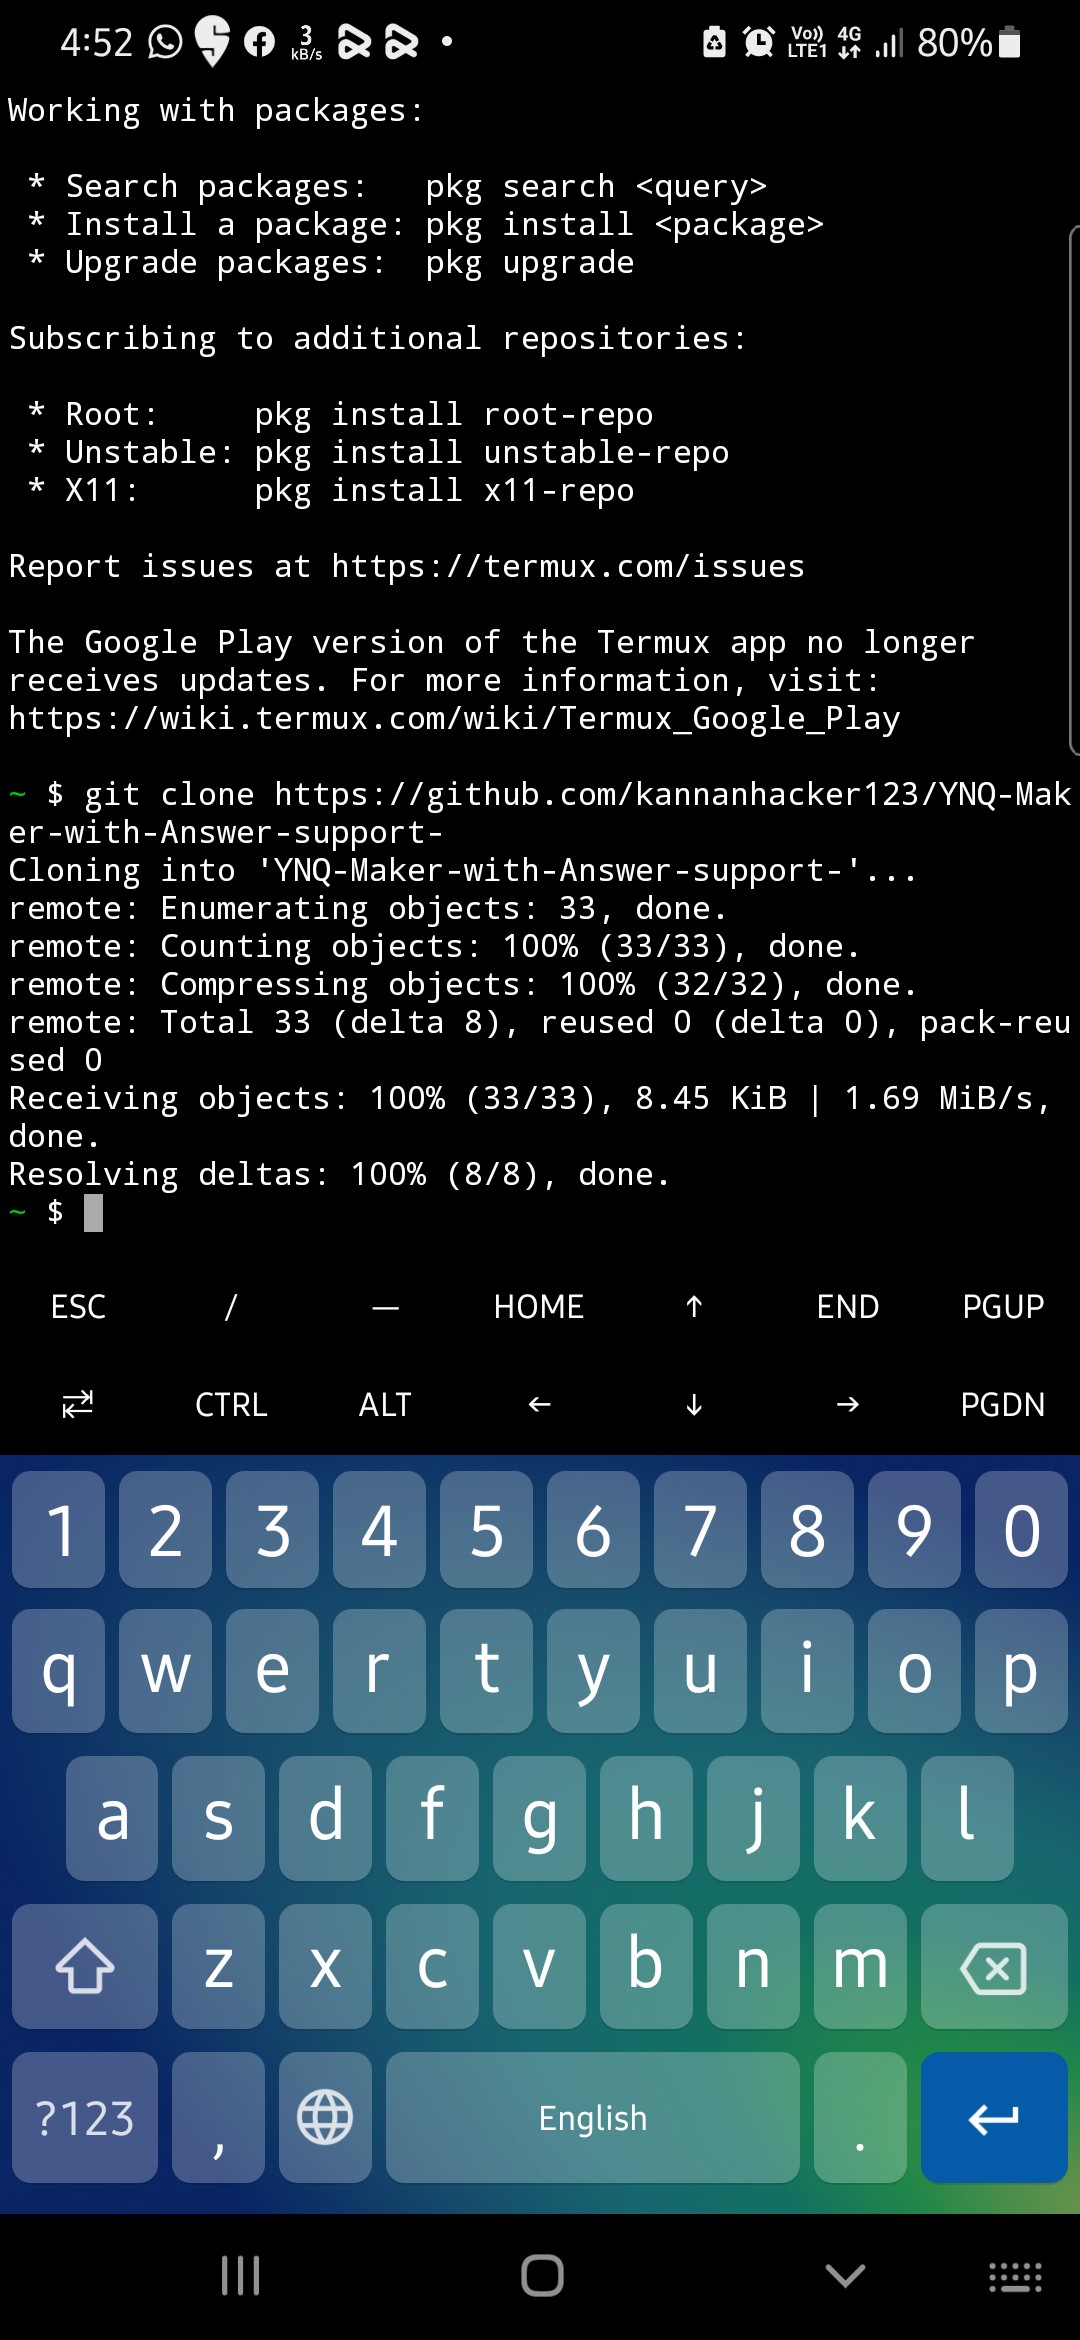 4:52 3 kB/s Vo)) LTE1 4G 80%
Working with packages:
* Search packages: pkg search <query>
* Install a package: pkg install <package>
* Upgrade packages: pkg upgrade
Subscribing to additional repositories:
* Root: pkg install root-repo
* Unstable: pkg install unstable-repo
* X11: pkg install x11-repo
Report issues at https://termux.com/issues
The Google Play version of the Termux app no longer
receives updates. For more information, visit:
https://wiki.termux.com/wiki/Termux_Google_Play
~ $ git clone https://github.com/kannanhacker123/YNQ-Mak
er-with-Answer-support-
Cloning into 'YNQ-Maker-with-Answer-support-'...
remote: Enumerating objects: 33, done.
remote: Counting objects: 100% (33/33), done.
remote: Compressing objects: 100% (32/32), done.
remote: Total 33 (delta 8), reused 0 (delta 0), pack-reu
sed 0
Receiving objects: 100% (33/33), 8.45 KiB | 1.69 MiB/s,
done.
Resolving deltas: 100% (8/8), done.
~ $
ESC / — HOME ↑ END PGUP
⇄ CTRL ALT ← ↓ → PGDN
1 2 3 4 5 6 7 8 9 0
q w e r t y u i o p
a s d f g h j k l
z x c v b n m
?123 , English .